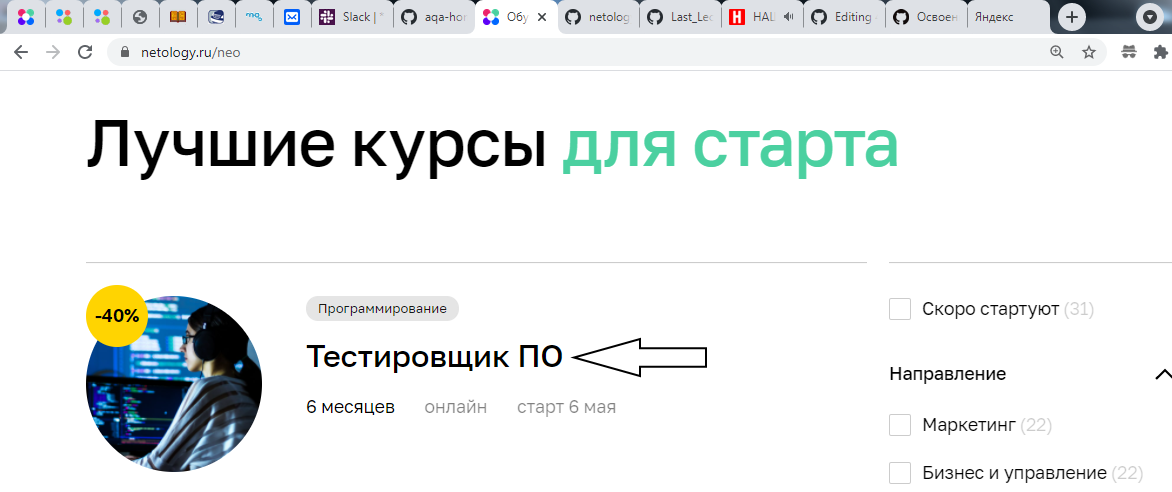 Slack | *
aqa-hor
Обу
netolog
Last_Lec
НАШ
Editing
Освоен
Яндекс
netology.ru/neo
Лучшие курсы для старта
-40%
Программирование
Тестировщик ПО
6 месяцев онлайн старт 6 мая
Скоро стартуют (31)
Направление
Маркетинг (22)
Бизнес и управление (22)